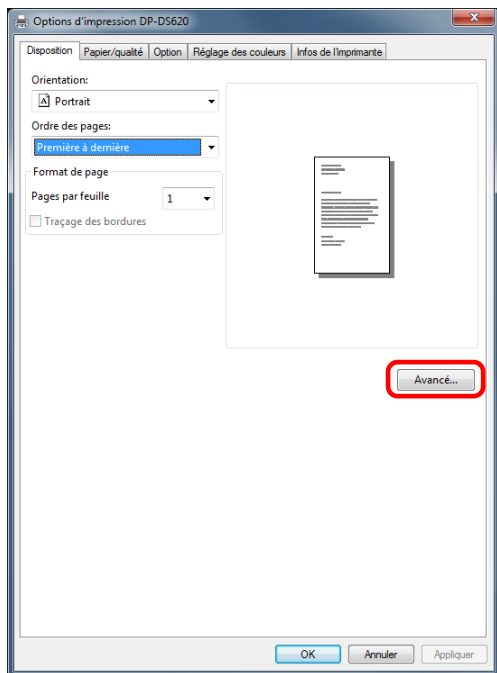 Options d'impression DP-DS620
Disposition Papier/qualité Option Réglage des couleurs Infos de l'imprimante
Orientation:
A Portrait
Ordre des pages:
Première à dernière
Format de page
Pages par feuille 1
Traçage des bordures
Avancé...
OK Annuler Appliquer